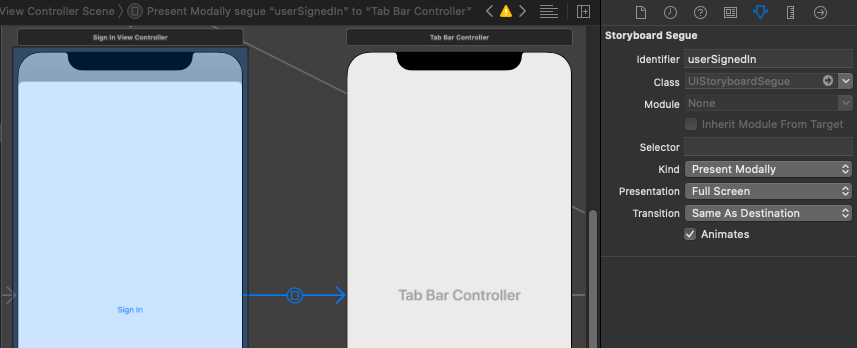 View Controller Scene
Present Modally segue "userSignedIn" to "Tab Bar Controller"
Sign In View Controller
Tab Bar Controller
Sign In
Tab Bar Controller
Storyboard Segue
Identifier userSignedIn
Class UIStoryboardSegue
Module None
Inherit Module From Target
Selector
Kind Present Modally
Presentation Full Screen
Transition Same As Destination
Animates